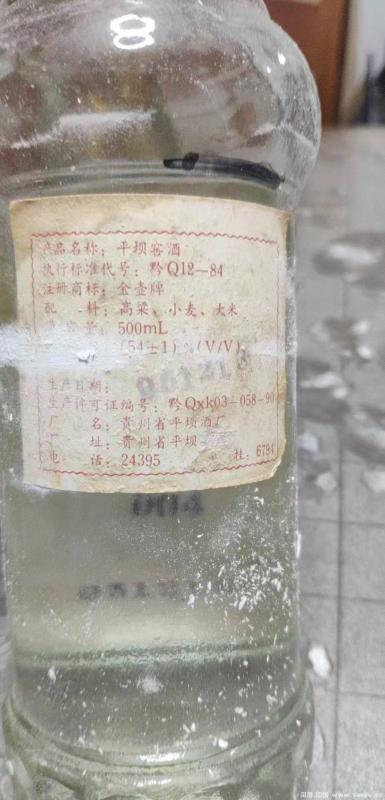 产品名称：平坝窖酒
执行标准代号：黔Q12—84
注册商标：金壶牌
配 料：高粱、小麦、大米
量：500mL
(54±1)%(V/V)
生产日期：
生产许可证编号：黔Qxk03-058-90
厂 名：贵州省平坝酒厂
厂 址：贵州省平坝
电 话：24395 挂：6794